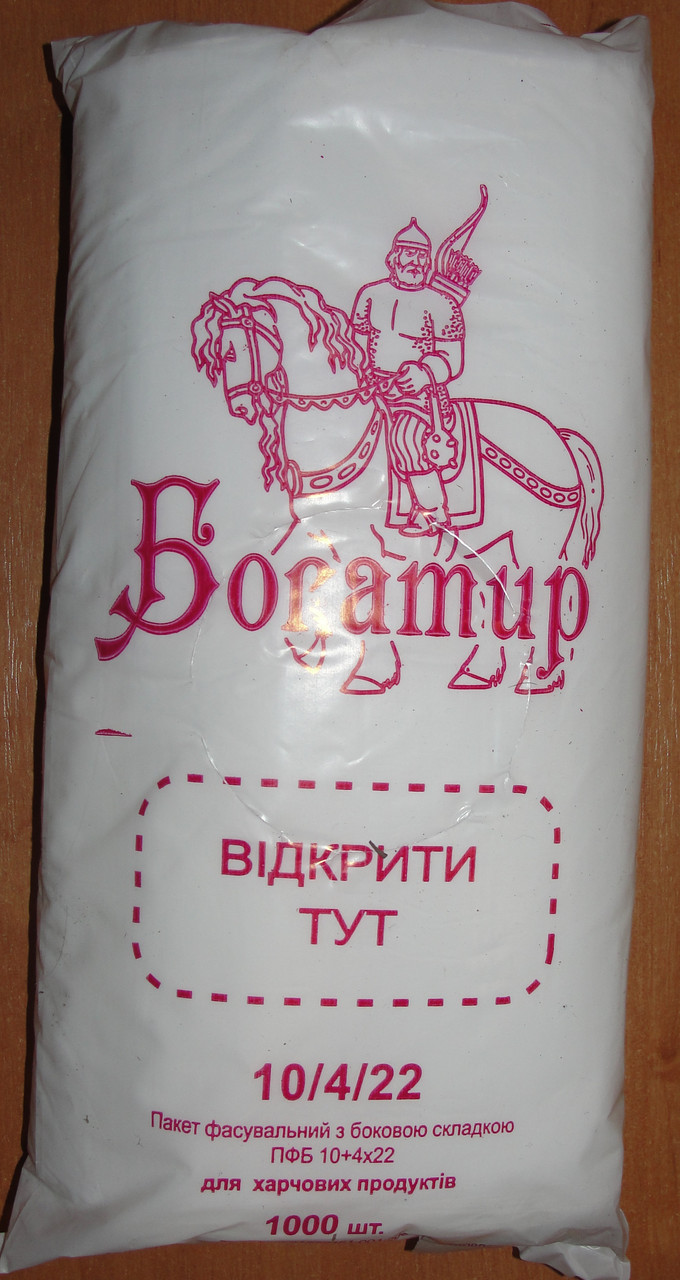 Богатир
ВІДКРИТИ
ТУТ
10/4/22
Пакет фасувальний з боковою складкою
ПФБ 10+4х22
для харчових продуктів
1000 шт.